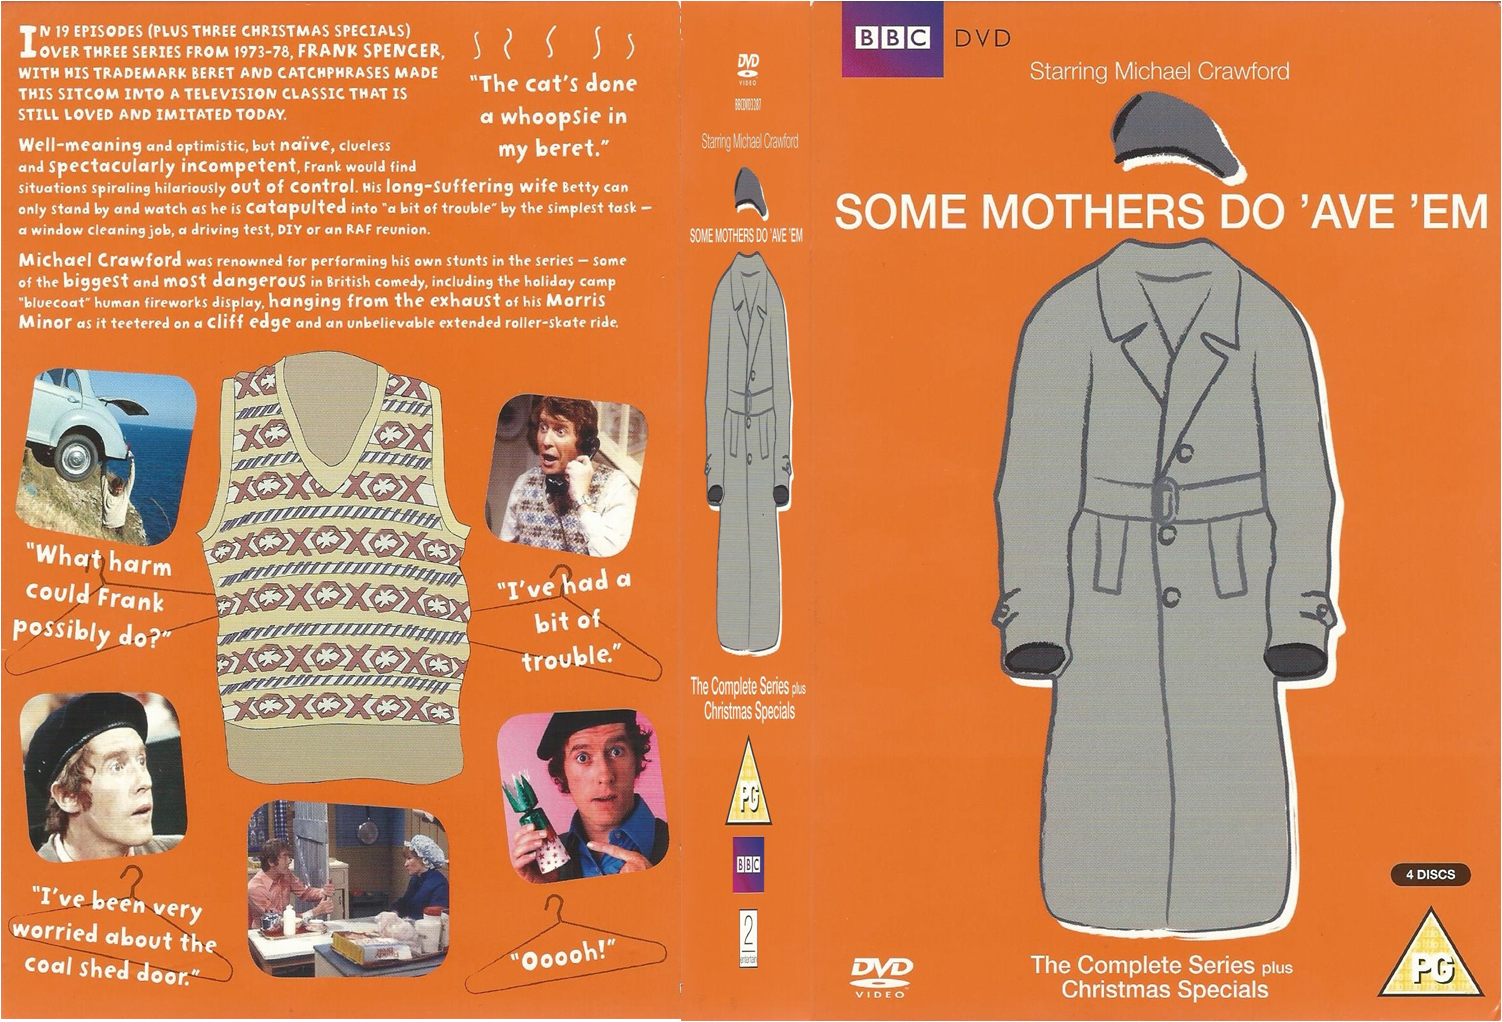 IN 19 EPISODES (PLUS THREE CHRISTMAS SPECIALS)
OVER THREE SERIES FROM 1973-78, FRANK SPENCER,
WITH HIS TRADEMARK BERET AND CATCHPHRASES MADE
THIS SITCOM INTO A TELEVISION CLASSIC THAT IS
STILL LOVED AND IMITATED TODAY.
Well-meaning and optimistic, but naïve, clueless
and spectacularly incompetent, Frank would find
situations spiraling hilariously out of control. His long-suffering wife Betty can
only stand by and watch as he is catapulted into "a bit of trouble" by the simplest task –
a window cleaning job, a driving test, DIY or an RAF reunion.
Michael Crawford was renowned for performing his own stunts in the series – some
of the biggest and most dangerous in British comedy, including the holiday camp
"bluecoat" human fireworks display, hanging from the exhaust of his Morris
Minor as it teetered on a cliff edge and an unbelievable extended roller-skate ride.
"The cat's done
a whoopsie in
my beret."
"What harm
could Frank
possibly do?"
"I've had a
bit of
trouble."
"I've been very
worried about the
coal shed door."
"Ooooh!"
DVD
VIDEO
BBCDVD3287
Starring Michael Crawford
SOME MOTHERS DO 'AVE 'EM
The Complete Series plus
Christmas Specials
PG
BBC
2
entertain
BBC DVD
Starring Michael Crawford
SOME MOTHERS DO 'AVE 'EM
4 DISCS
DVD
VIDEO
The Complete Series plus
Christmas Specials
PG